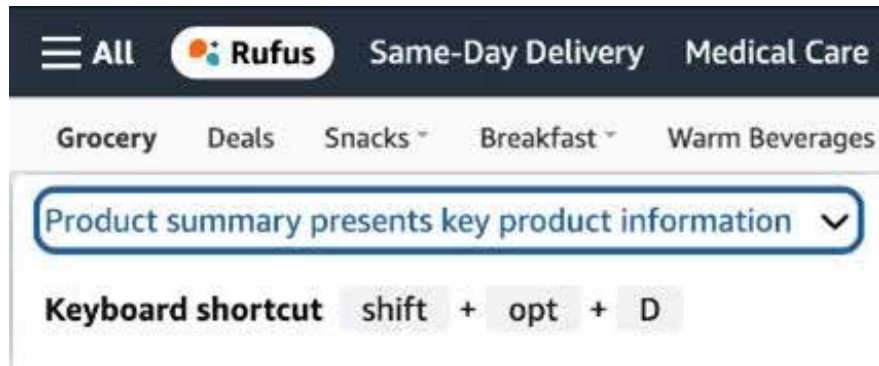 All Rufus Same-Day Delivery Medical Care
Grocery Deals Snacks Breakfast Warm Beverages
Product summary presents key product information
Keyboard shortcut shift + opt + D